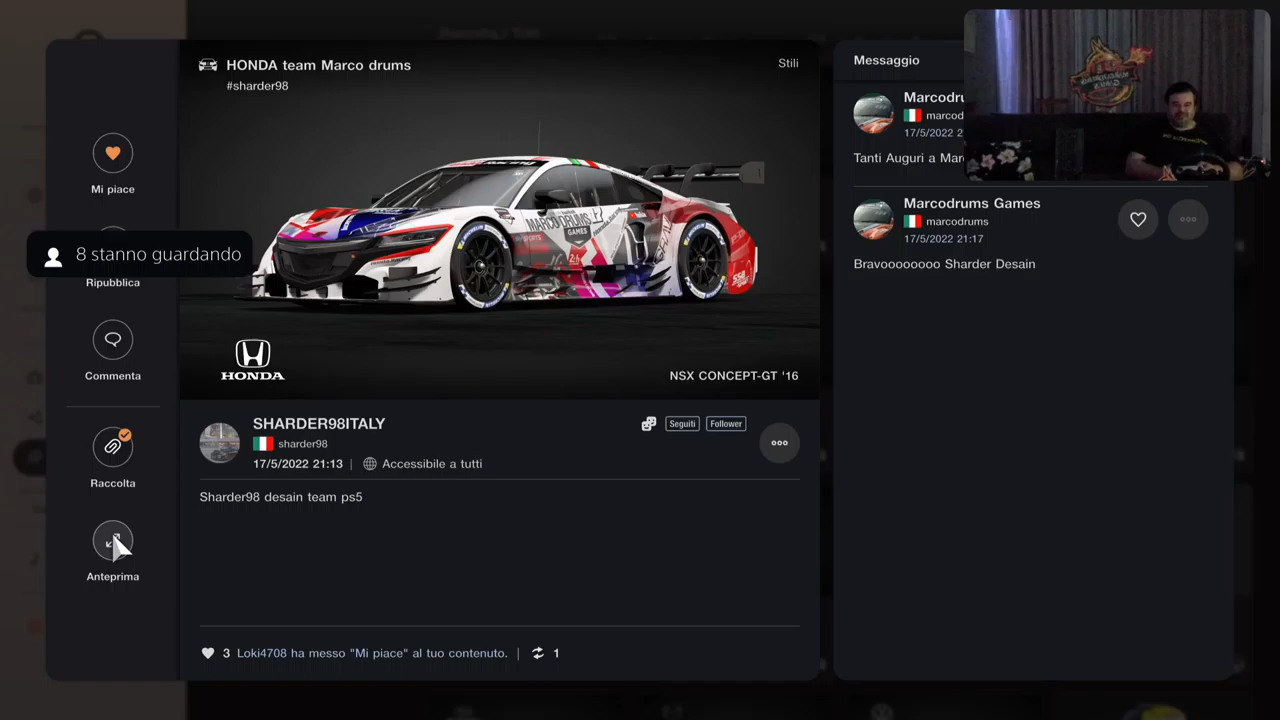 HONDA team Marco drums
#sharder98
Stili
Mi piace
8 stanno guardando
Ripubblica
Commenta
Raccolta
Anteprima
MARCODRUMS
GAMES
HONDA
NSX CONCEPT-GT '16
SHARDER98ITALY
sharder98
Seguiti
Follower
17/5/2022 21:13 | Accessibile a tutti
Sharder98 desain team ps5
3 Loki4708 ha messo "Mi piace" al tuo contenuto. | 1
Messaggio
Marcodru
marcod
17/5/2022 2
Tanti Auguri a Mar
Marcodrums Games
marcodrums
17/5/2022 21:17
Bravoooooooo Sharder Desain